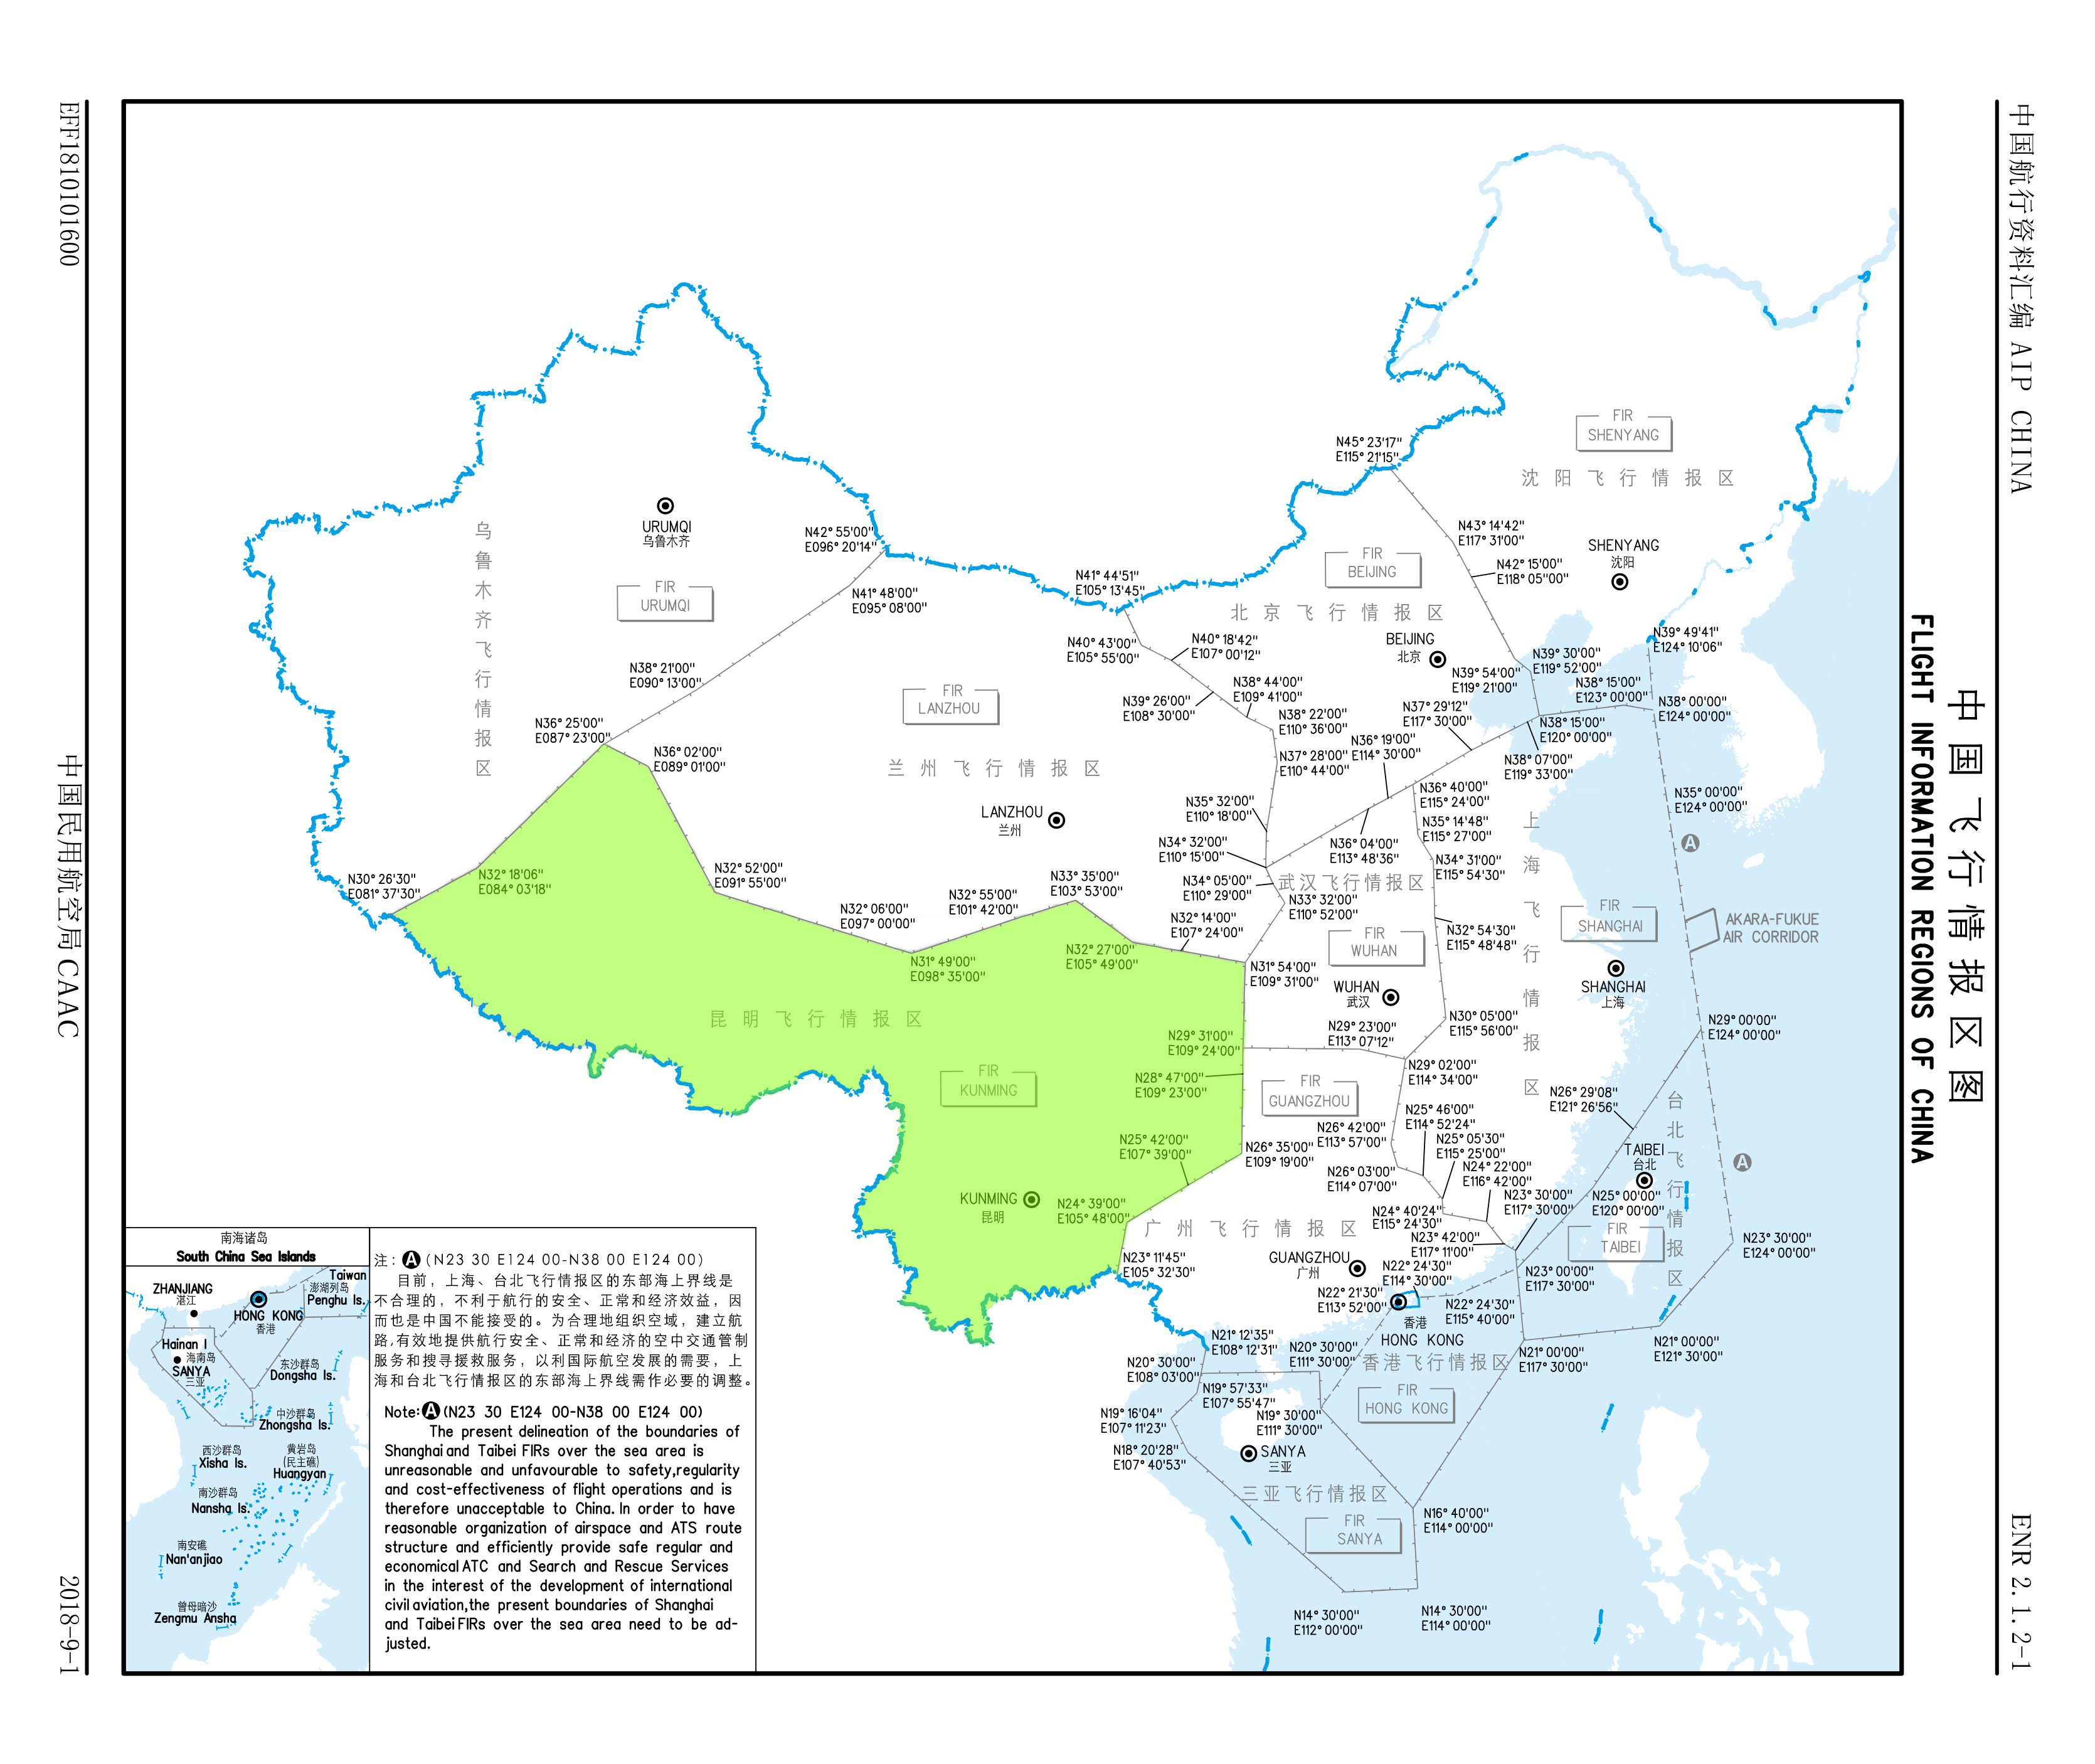 中国航行资料汇编 AIP CHINA
ENR 2.1.2-1
中国飞行情报区图
FLIGHT INFORMATION REGIONS OF CHINA
EFF1810101600
中国民用航空局CAAC
2018-9-1
FIR
SHENYANG
沈阳飞行情报区
N45° 23'17"
E115° 21'15"
URUMQI
乌鲁木齐
乌鲁木齐飞行情报区
FIR
URUMQI
N42° 55'00"
E096° 20'14"
N41° 48'00"
E095° 08'00"
N43° 14'42"
E117° 31'00"
N42° 15'00"
E118° 05'00"
SHENYANG
沈阳
FIR
BEIJING
北京飞行情报区
BEIJING
北京
N41° 44'51"
E105° 13'45"
N40° 43'00"
E105° 55'00"
N40° 18'42"
E107° 00'12"
N39° 26'00"
E108° 30'00"
N38° 44'00"
E109° 41'00"
N38° 22'00"
E110° 36'00"
N37° 28'00"
E110° 44'00"
N39° 54'00"
E119° 21'00"
N39° 30'00"
E119° 52'00"
N39° 49'41"
E124° 10'06"
N38° 15'00"
E123° 00'00"
N38° 00'00"
E124° 00'00"
N38° 15'00"
E120° 00'00"
N38° 07'00"
E119° 33'00"
N37° 29'12"
E117° 30'00"
N36° 19'00"
E114° 30'00"
N38° 21'00"
E090° 13'00"
N36° 25'00"
E087° 23'00"
N36° 02'00"
E089° 01'00"
FIR
LANZHOU
兰州飞行情报区
LANZHOU
兰州
N35° 32'00"
E110° 18'00"
N34° 32'00"
E110° 15'00"
N36° 40'00"
E115° 24'00"
N35° 14'48"
E115° 27'00"
N36° 04'00"
E113° 48'36"
N34° 31'00"
E115° 54'30"
N35° 00'00"
E124° 00'00"
A
上海飞行情报区
N34° 05'00"
E110° 29'00"
武汉飞行情报区
N33° 32'00"
E110° 52'00"
N30° 26'30"
E081° 37'30"
N32° 18'06"
E084° 03'18"
N32° 52'00"
E091° 55'00"
N32° 06'00"
E097° 00'00"
N32° 55'00"
E101° 42'00"
N33° 35'00"
E103° 53'00"
N32° 14'00"
E107° 24'00"
N32° 27'00"
E105° 49'00"
N31° 49'00"
E098° 35'00"
N31° 54'00"
E109° 31'00"
FIR
WUHAN
WUHAN
武汉
N32° 54'30"
E115° 48'48"
FIR
SHANGHAI
AKARA-FUKUE
AIR CORRIDOR
SHANGHAI
上海
N30° 05'00"
E115° 56'00"
N29° 23'00"
E113° 07'12"
N29° 00'00"
E124° 00'00"
昆明飞行情报区
FIR
KUNMING
N29° 31'00"
E109° 24'00"
N28° 47'00"
E109° 23'00"
FIR
GUANGZHOU
N29° 02'00"
E114° 34'00"
N26° 29'08"
E121° 26'56"
台北飞行情报区
N25° 46'00"
E114° 52'24"
N26° 42'00"
E113° 57'00"
N25° 05'30"
E115° 25'00"
N24° 22'00"
E116° 42'00"
N26° 03'00"
E114° 07'00"
N23° 30'00"
E117° 30'00"
TAIBEI
台北
N25° 00'00"
E120° 00'00"
A
N25° 42'00"
E107° 39'00"
N26° 35'00"
E109° 19'00"
KUNMING
昆明
N24° 39'00"
E105° 48'00"
广州飞行情报区
N24° 40'24"
E115° 24'30"
N23° 42'00"
E117° 11'00"
FIR
TAIBEI
N23° 30'00"
E124° 00'00"
N23° 11'45"
E105° 32'30"
GUANGZHOU
广州
N22° 24'30"
E114° 30'00"
N22° 21'30"
E113° 52'00"
N23° 00'00"
E117° 30'00"
N22° 24'30"
E115° 40'00"
香港
HONG KONG
香港飞行情报区
N21° 00'00"
E117° 30'00"
N21° 00'00"
E121° 30'00"
N21° 12'35"
E108° 12'31"
N20° 30'00"
E111° 30'00"
N20° 30'00"
E108° 03'00"
N19° 57'33"
E107° 55'47"
FIR
HONG KONG
N19° 16'04"
E107° 11'23"
N19° 30'00"
E111° 30'00"
N18° 20'28"
E107° 40'53"
SANYA
三亚
三亚飞行情报区
FIR
SANYA
N16° 40'00"
E114° 00'00"
N14° 30'00"
E112° 00'00"
N14° 30'00"
E114° 00'00"
南海诸岛
South China Sea Islands
Taiwan
ZHANJIANG
湛江
澎湖列岛
Penghu Is.
HONG KONG
香港
Hainan I
海南岛
SANYA
三亚
东沙群岛
Dongsha Is.
中沙群岛
Zhongsha Is.
西沙群岛
Xisha Is.
黄岩岛
(民主礁)
Huangyan
南沙群岛
Nansha Is.
南安礁
Nan'anjiao
曾母暗沙
Zengmu Ansha
注: A (N23 30 E124 00-N38 00 E124 00)
目前，上海、台北飞行情报区的东部海上界线是
不合理的，不利于航行的安全、正常和经济效益，因
而也是中国不能接受的。为合理地组织空域，建立航
路,有效地提供航行安全、正常和经济的空中交通管制
服务和搜寻援救服务，以利国际航空发展的需要，上
海和台北飞行情报区的东部海上界线需作必要的调整。
Note: A (N23 30 E124 00-N38 00 E124 00)
The present delineation of the boundaries of
Shanghai and Taibei FIRs over the sea area is
unreasonable and unfavourable to safety,regularity
and cost-effectiveness of flight operations and is
therefore unacceptable to China. In order to have
reasonable organization of airspace and ATS route
structure and efficiently provide safe regular and
economical ATC and Search and Rescue Services
in the interest of the development of international
civil aviation,the present boundaries of Shanghai
and Taibei FIRs over the sea area need to be ad-
justed.